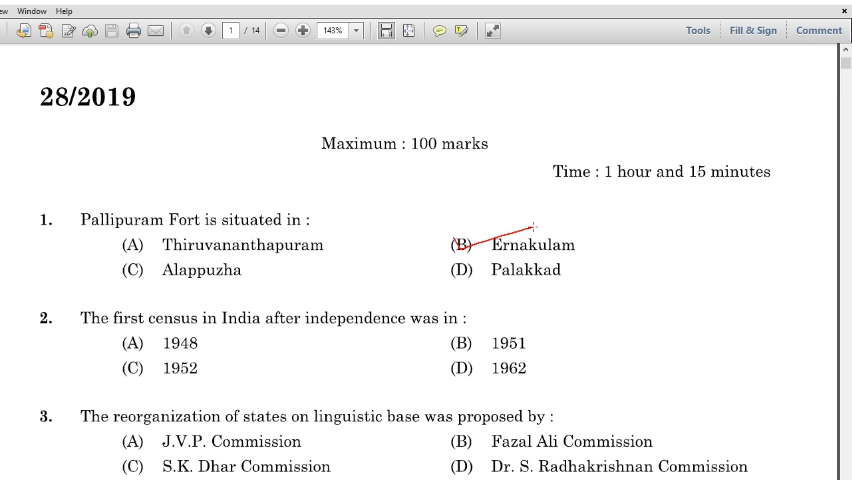 Window Help
1 / 14 143% Tools Fill & Sign Comment
28/2019
Maximum : 100 marks
Time : 1 hour and 15 minutes
1. Pallipuram Fort is situated in :
(A) Thiruvananthapuram (B) Ernakulam
(C) Alappuzha (D) Palakkad
2. The first census in India after independence was in :
(A) 1948 (B) 1951
(C) 1952 (D) 1962
3. The reorganization of states on linguistic base was proposed by :
(A) J.V.P. Commission (B) Fazal Ali Commission
(C) S.K. Dhar Commission (D) Dr. S. Radhakrishnan Commission